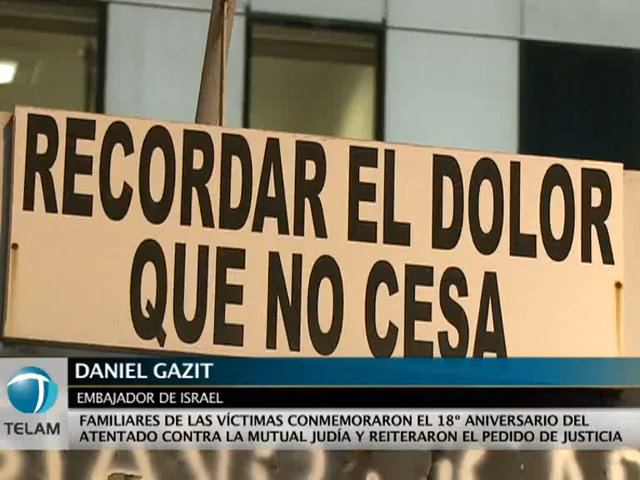 RECORDAR EL DOLOR
QUE NO CESA
DANIEL GAZIT
EMBAJADOR DE ISRAEL
TELAM
FAMILIARES DE LAS VÍCTIMAS CONMEMORARON EL 18º ANIVERSARIO DEL
ATENTADO CONTRA LA MUTUAL JUDÍA Y REITERARON EL PEDIDO DE JUSTICIA